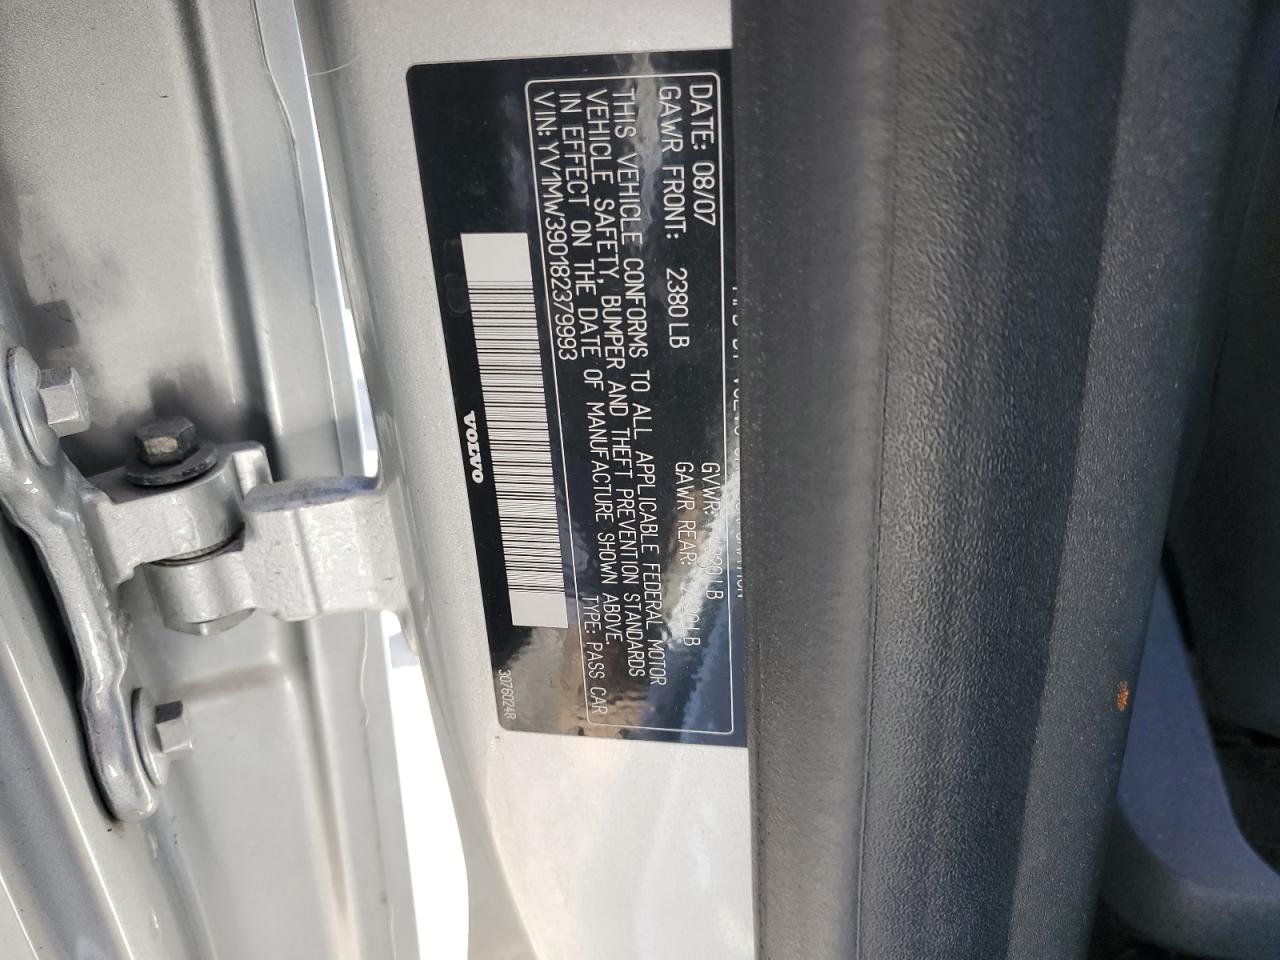 DATE: 08/07 GVWR:
GAWR FRONT: 2380 LB GAWR REAR:
THIS VEHICLE CONFORMS TO ALL APPLICABLE FEDERAL MOTOR
VEHICLE SAFETY, BUMPER AND THEFT PREVENTION STANDARDS
IN EFFECT ON THE DATE OF MANUFACTURE SHOWN ABOVE.
VIN: YV1MW390182379993 TYPE: PASS CAR
VOLVO
30760248